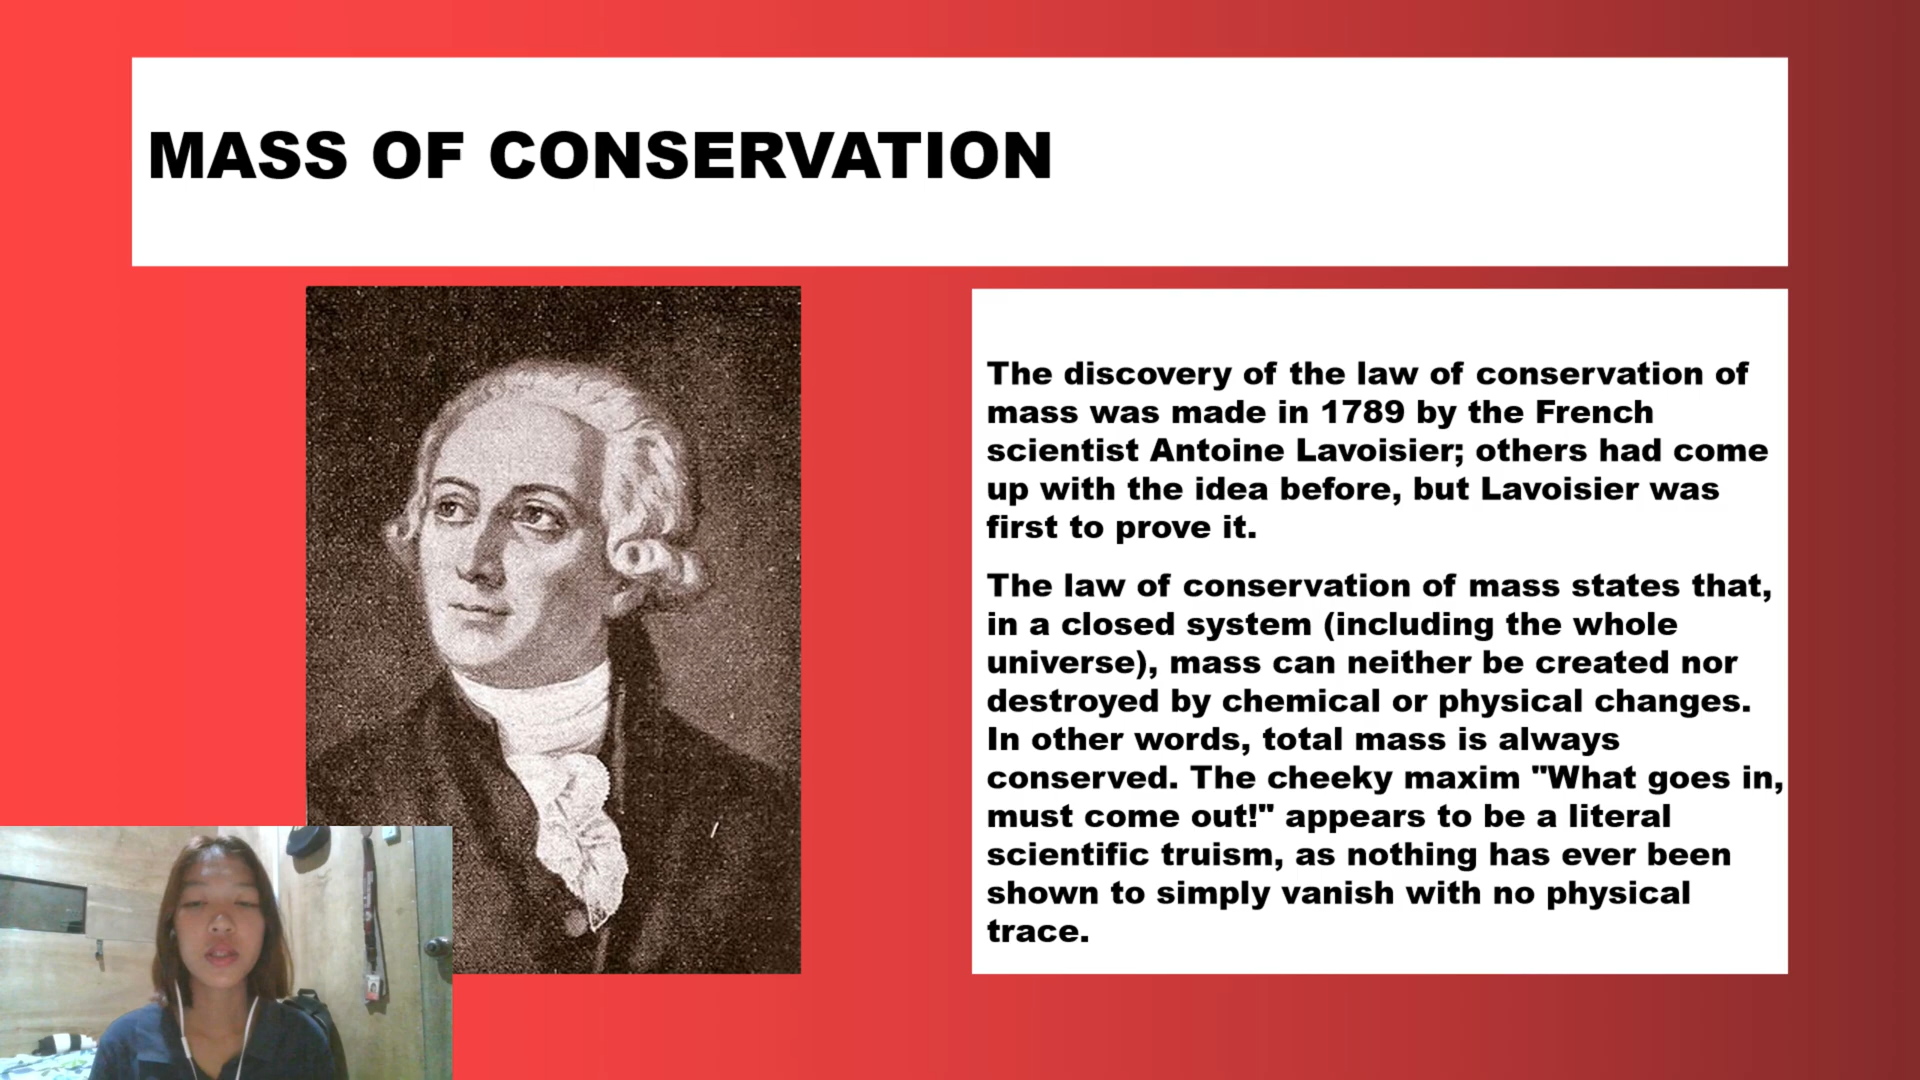 MASS OF CONSERVATION
The discovery of the law of conservation of
mass was made in 1789 by the French
scientist Antoine Lavoisier; others had come
up with the idea before, but Lavoisier was
first to prove it.
The law of conservation of mass states that,
in a closed system (including the whole
universe), mass can neither be created nor
destroyed by chemical or physical changes.
In other words, total mass is always
conserved. The cheeky maxim "What goes in,
must come out!" appears to be a literal
scientific truism, as nothing has ever been
shown to simply vanish with no physical
trace.